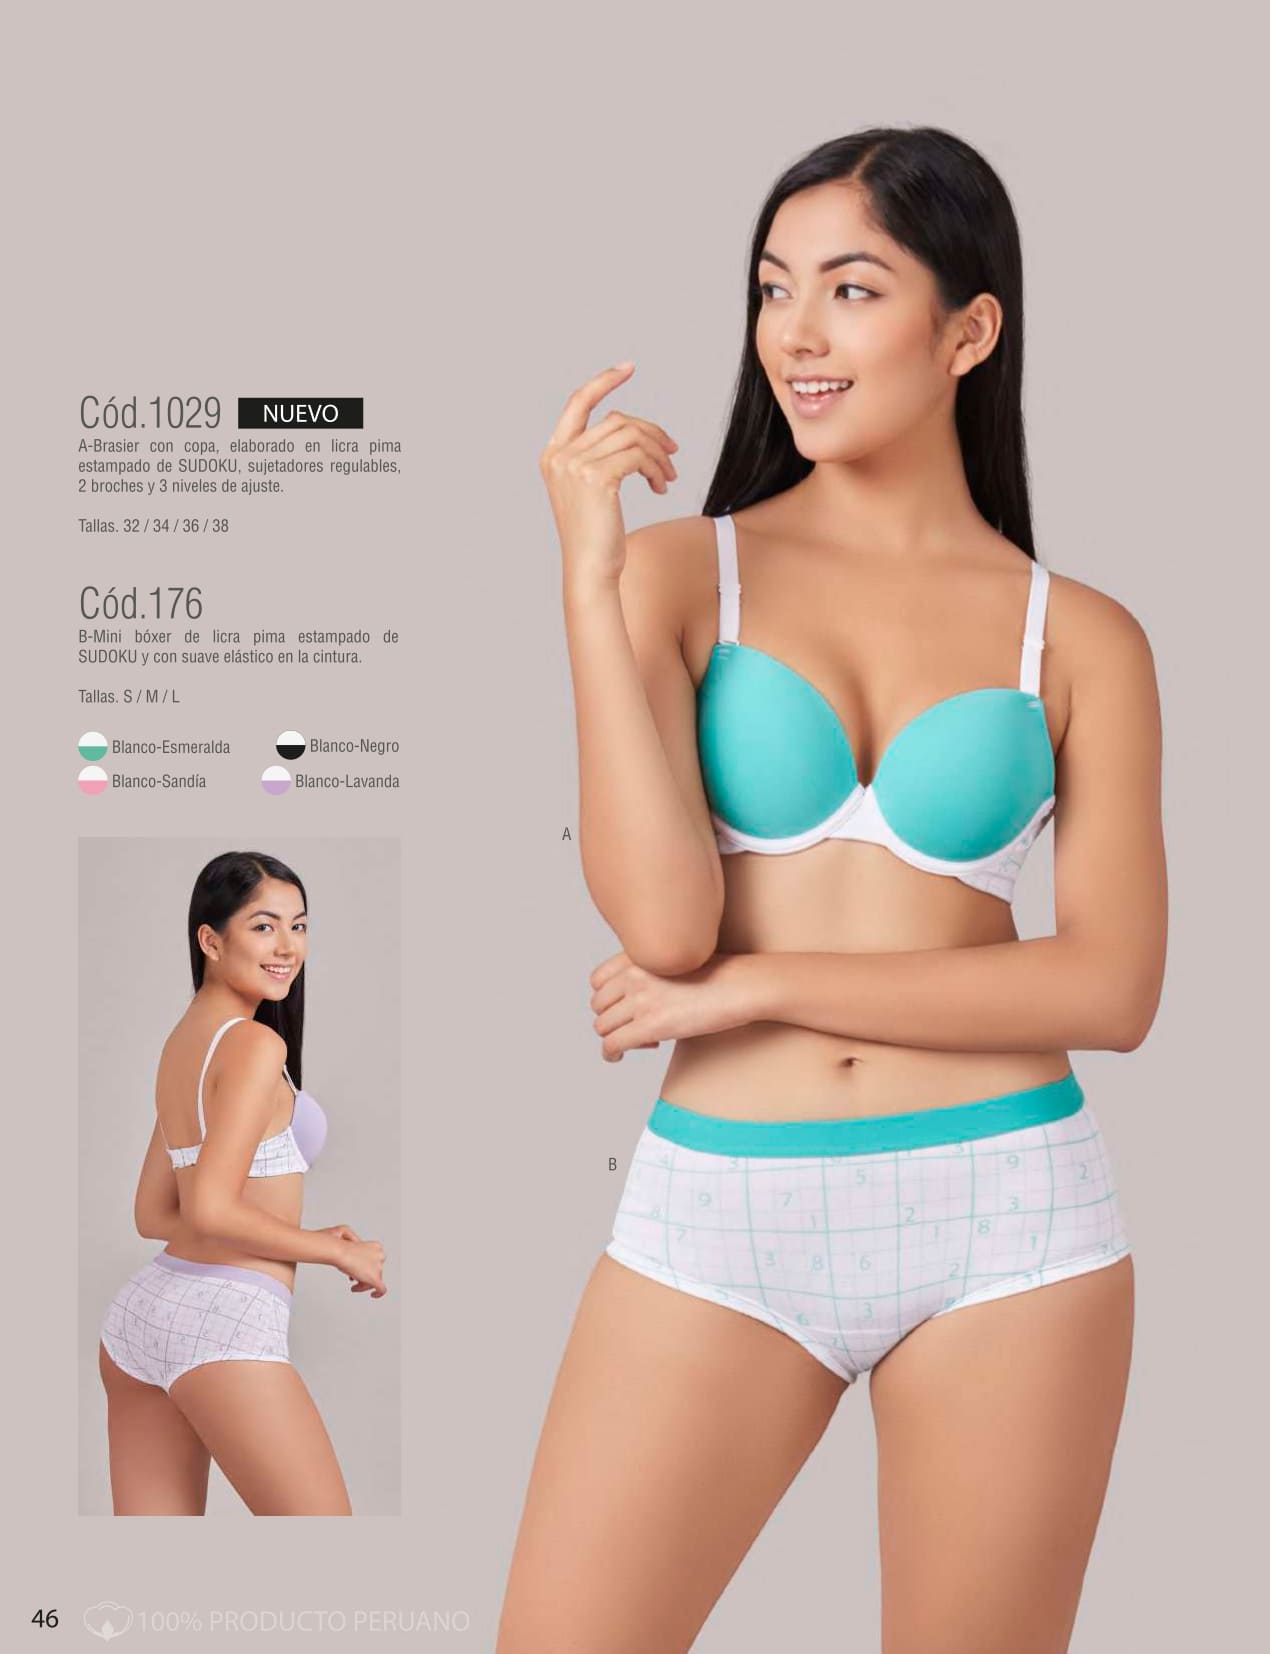 Cód.1029 NUEVO
A-Brasier con copa, elaborado en licra pima
estampado de SUDOKU, sujetadores regulables,
2 broches y 3 niveles de ajuste.
Tallas. 32 / 34 / 36 / 38
Cód.176
B-Mini bóxer de licra pima estampado de
SUDOKU y con suave elástico en la cintura.
Tallas. S / M / L
Blanco-Esmeralda Blanco-Negro
Blanco-Sandía Blanco-Lavanda
A
B
46 100% PRODUCTO PERUANO